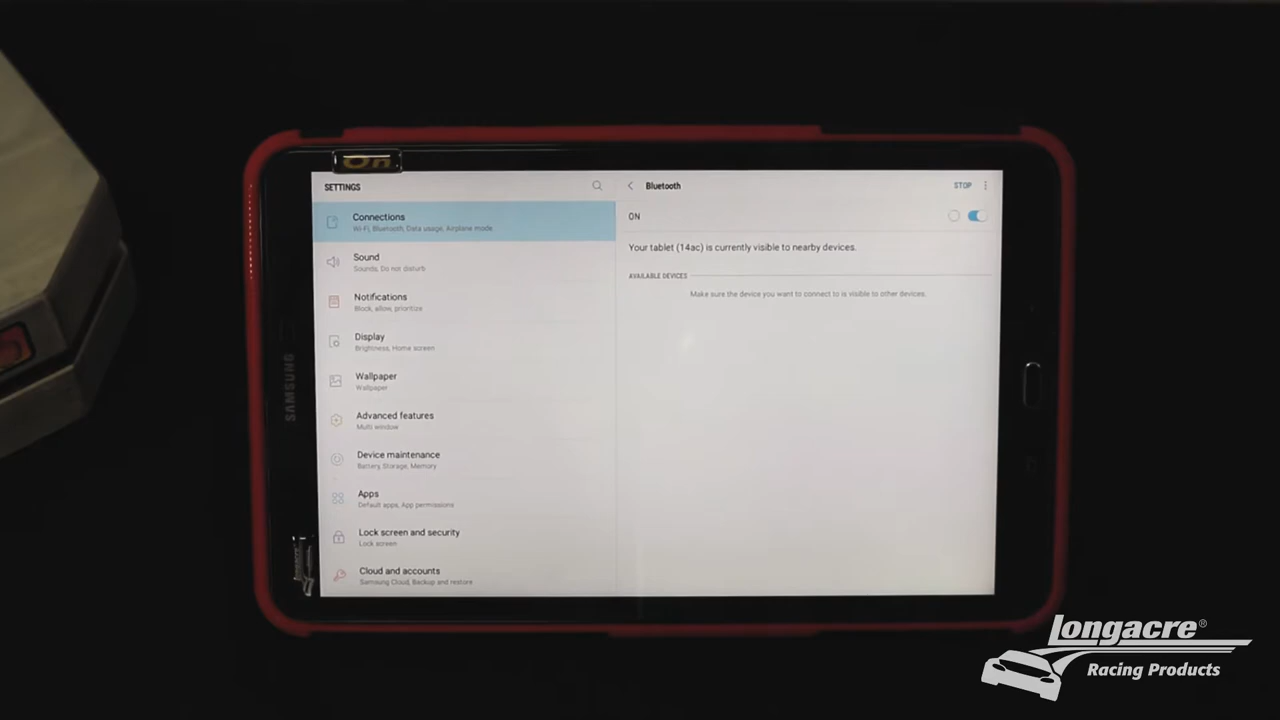 On
SETTINGS
Connections
Wi-Fi, Bluetooth, Data usage, Airplane mode
Sound
Sounds, Do not disturb
Notifications
Block, allow, prioritize
Display
Brightness, Home screen
Wallpaper
Wallpaper
Advanced features
Multi window
Device maintenance
Battery, Storage, Memory
Apps
Default apps, App permissions
Lock screen and security
Lock screen
Cloud and accounts
Samsung Cloud, Backup and restore
Bluetooth
STOP
ON
Your tablet (14ac) is currently visible to nearby devices.
AVAILABLE DEVICES
Make sure the device you want to connect to is visible to other devices.
SAMSUNG
Longacre
Longacre®
Racing Products